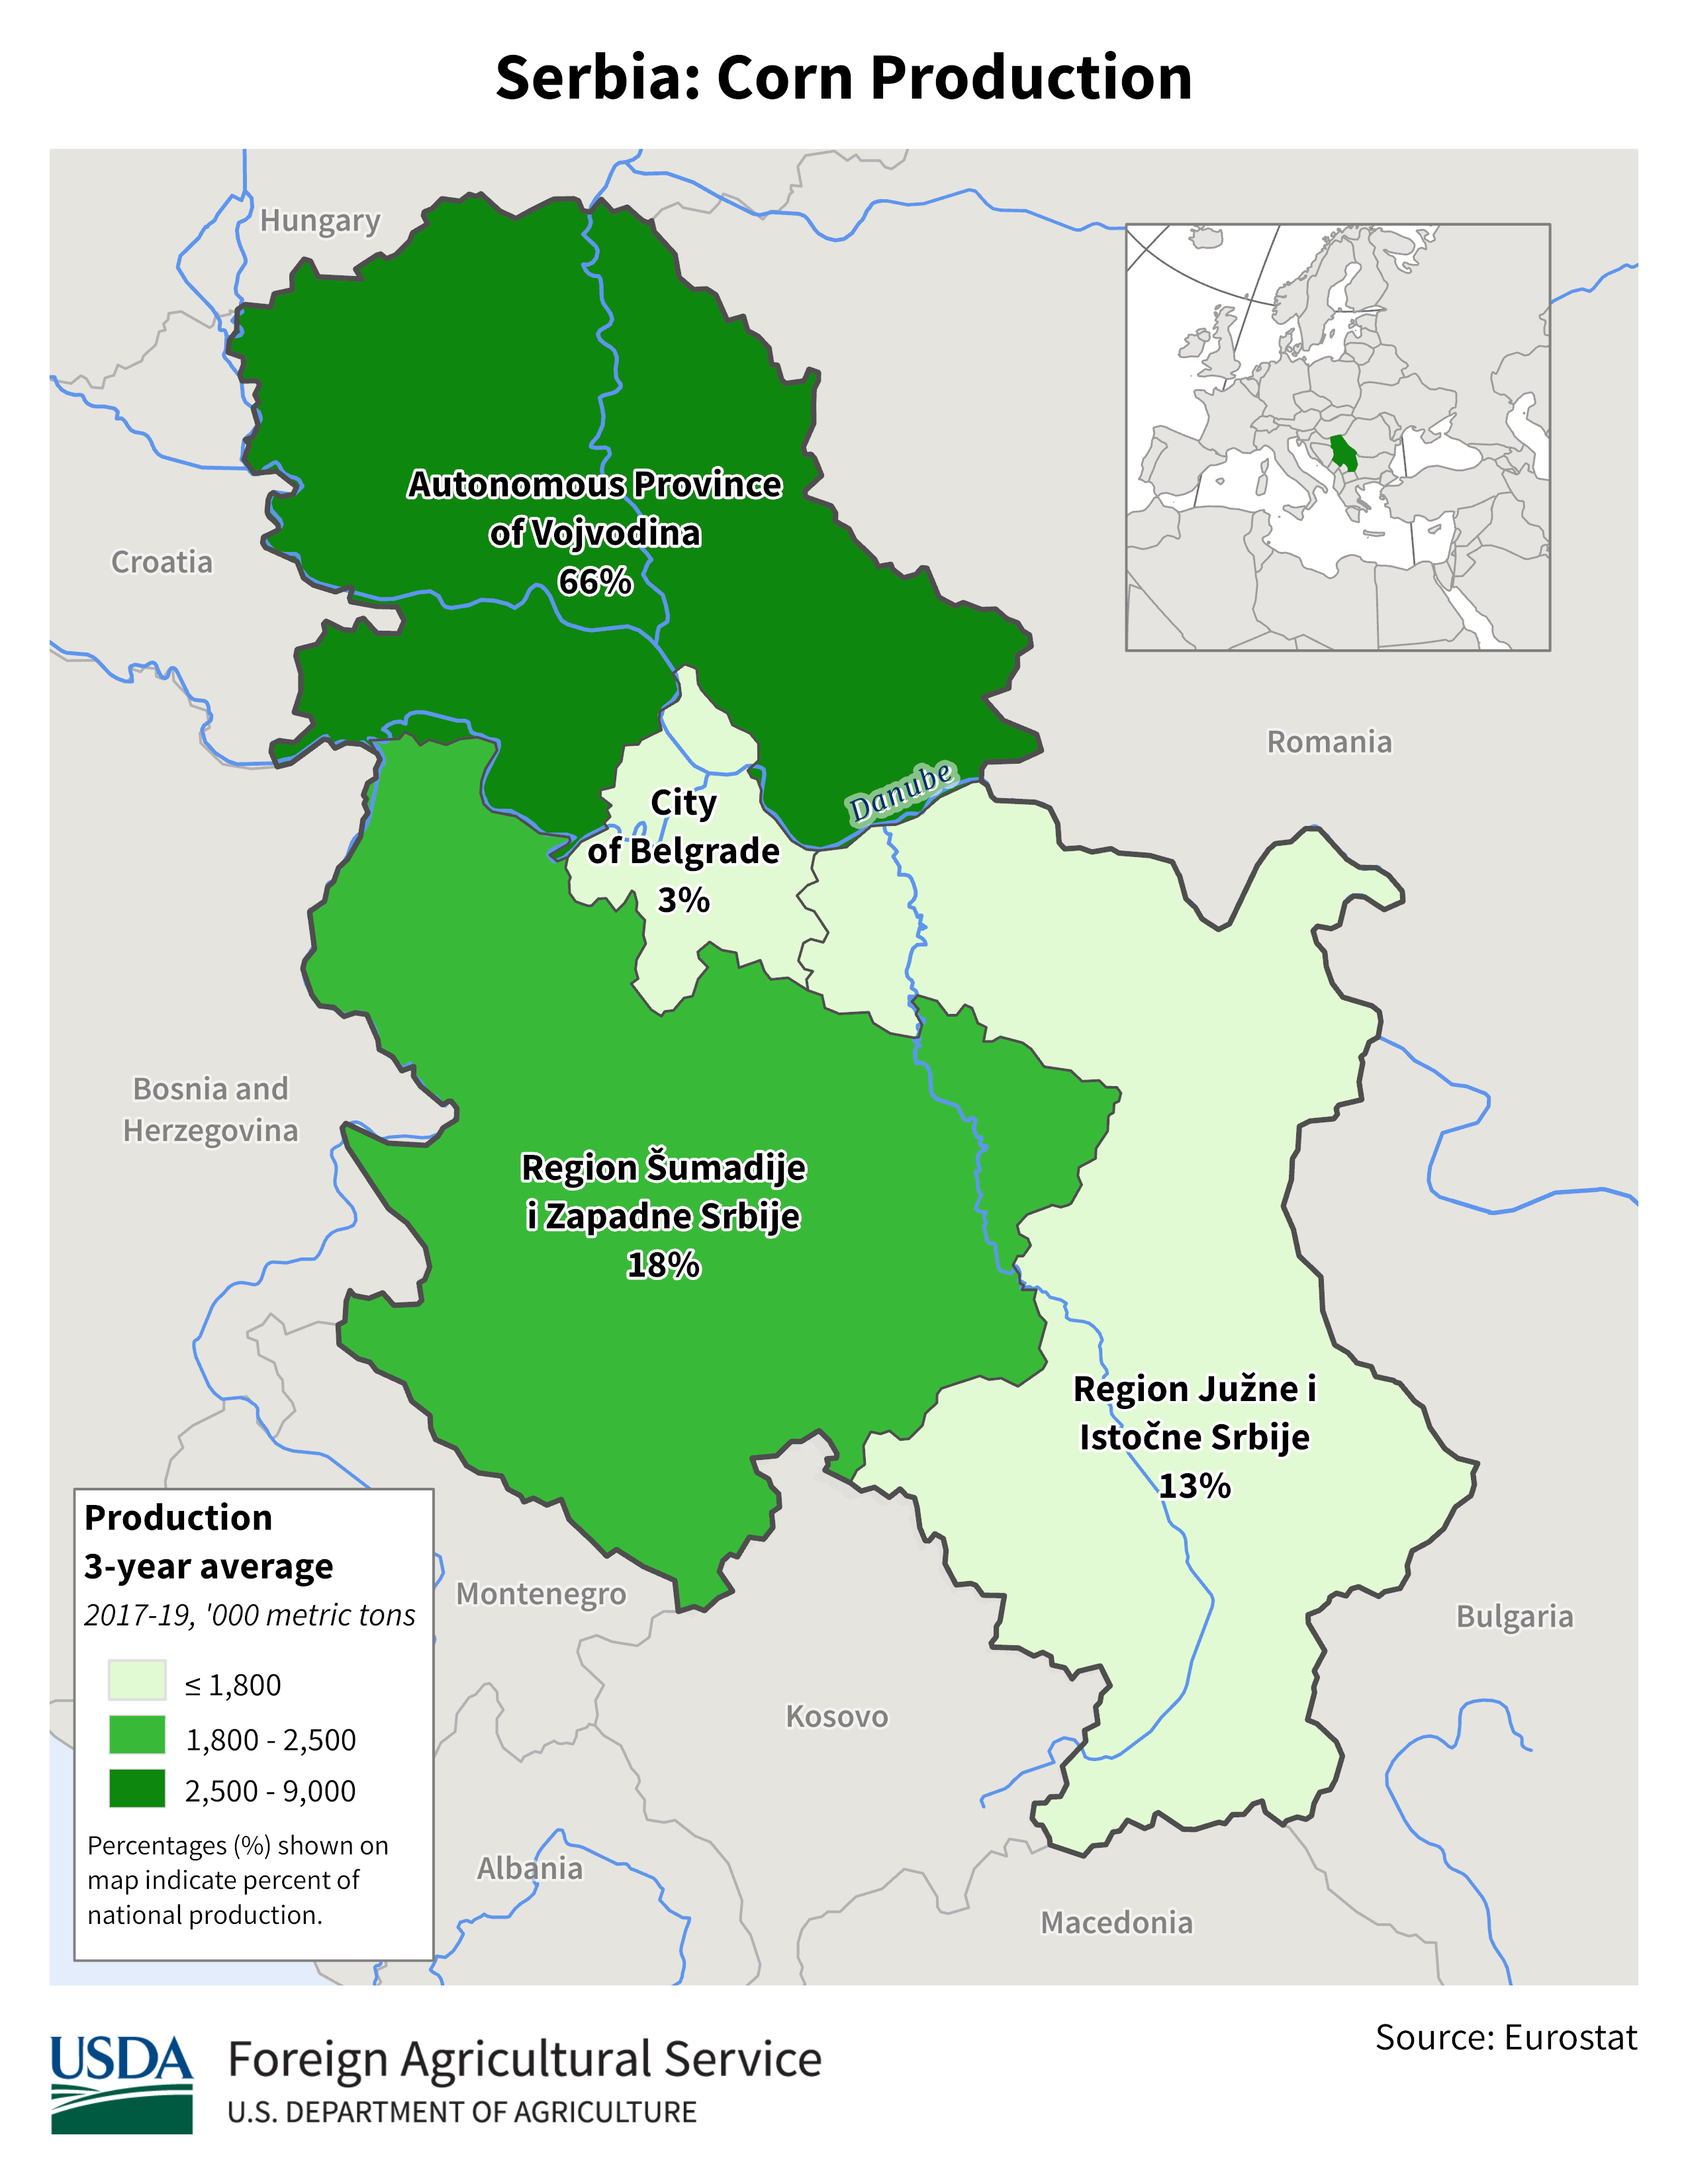 Serbia: Corn Production
Hungary
Croatia
Autonomous Province
of Vojvodina
66%
Romania
Danube
City
of Belgrade
3%
Bosnia and
Herzegovina
Region Šumadije
i Zapadne Srbije
18%
Region Južne i
Istočne Srbije
13%
Montenegro
Bulgaria
Kosovo
Albania
Macedonia
Production
3-year average
2017-19, '000 metric tons
≤ 1,800
1,800 - 2,500
2,500 - 9,000
Percentages (%) shown on
map indicate percent of
national production.
USDA
Foreign Agricultural Service
U.S. DEPARTMENT OF AGRICULTURE
Source: Eurostat